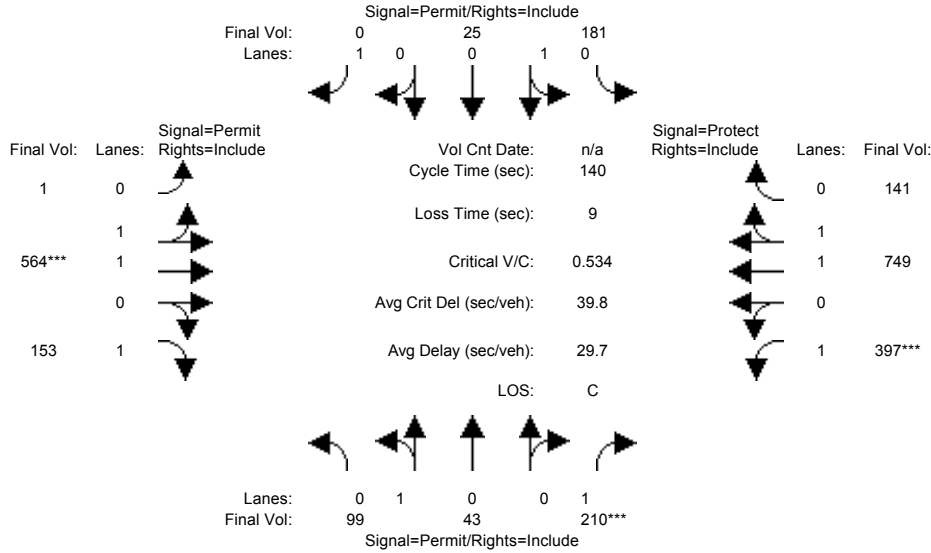 Signal=Permit/Rights=Include
Final Vol: 0 25 181
Lanes: 1 0 0 1 0
Signal=Permit
Final Vol: Lanes: Rights=Include
Vol Cnt Date: n/a
Signal=Protect
Rights=Include Lanes: Final Vol:
Cycle Time (sec): 140
1 0
0 141
Loss Time (sec): 9
1
1
564*** 1
Critical V/C: 0.534
1 749
0
Avg Crit Del (sec/veh): 39.8
0
153 1
Avg Delay (sec/veh): 29.7
1 397***
LOS: C
Lanes: 0 1 0 0 1
Final Vol: 99 43 210***
Signal=Permit/Rights=Include